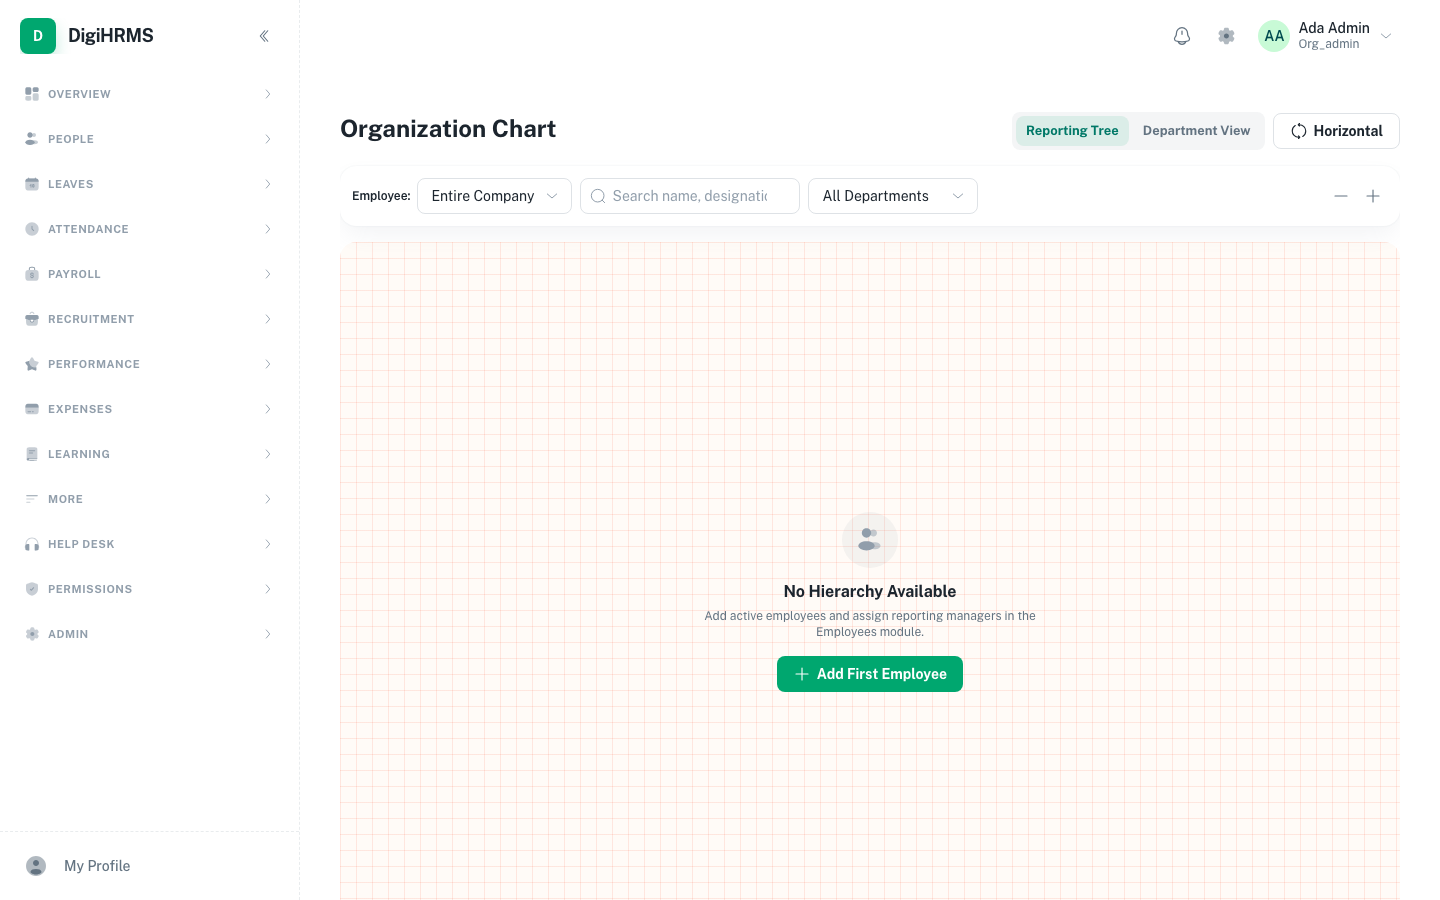 D
DigiHRMS
OVERVIEW
PEOPLE
LEAVES
ATTENDANCE
PAYROLL
RECRUITMENT
PERFORMANCE
EXPENSES
LEARNING
MORE
HELP DESK
PERMISSIONS
ADMIN
My Profile
AA
Ada Admin
Org_admin
Organization Chart
Reporting Tree
Department View
Horizontal
Employee:
Entire Company
Search name, designatic
All Departments
No Hierarchy Available
Add active employees and assign reporting managers in the
Employees module.
Add First Employee